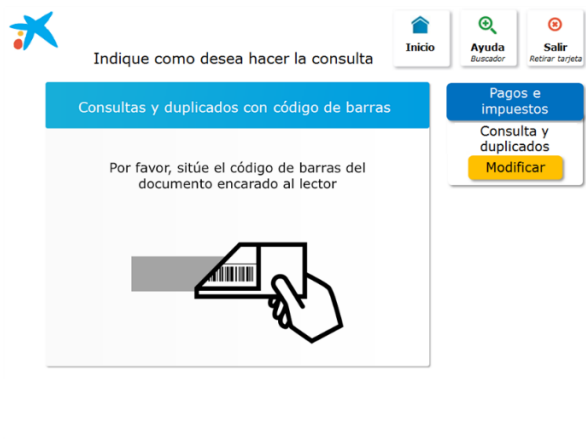 Indique como desea hacer la consulta
Inicio
Ayuda
Buscador
Salir
Retirar tarjeta
Consultas y duplicados con código de barras
Por favor, sitúe el código de barras del
documento encarado al lector
Pagos e
impuestos
Consulta y
duplicados
Modificar